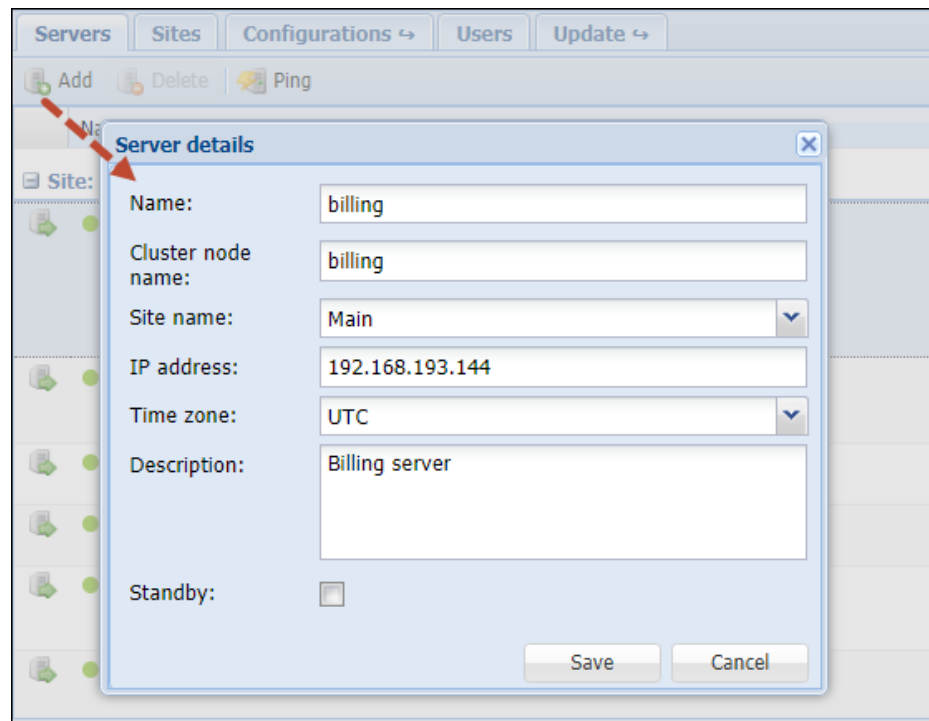 Servers Sites Configurations ↪ Users Update ↪
Add Delete Ping
Server details
Site:
Name: billing
Cluster node
name: billing
Site name: Main
IP address: 192.168.193.144
Time zone: UTC
Description: Billing server
Standby:
Save Cancel